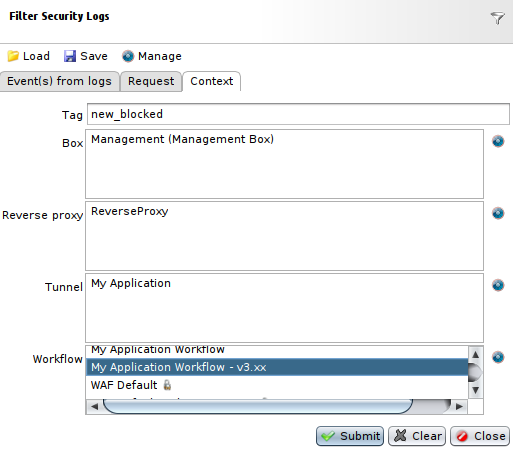 Filter Security Logs
Load Save Manage
Event(s) from logs Request Context
Tag new_blocked
Box Management (Management Box)
Reverse proxy ReverseProxy
Tunnel My Application
Workflow My Application Workflow
My Application Workflow - v3.xx
WAF Default
Submit Clear Close